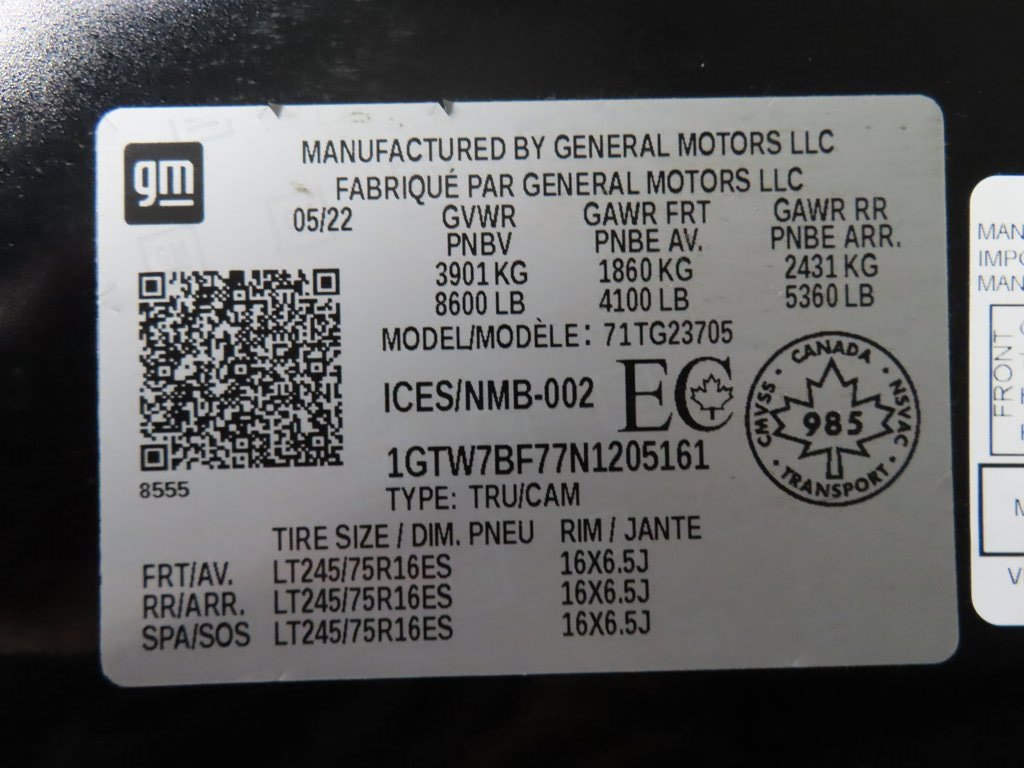 gm
MANUFACTURED BY GENERAL MOTORS LLC
FABRIQUÉ PAR GENERAL MOTORS LLC
05/22 GVWR GAWR FRT GAWR RR
PNBV PNBE AV. PNBE ARR.
3901 KG 1860 KG 2431 KG
8600 LB 4100 LB 5360 LB
MODEL/MODÈLE: 71TG23705
ICES/NMB-002 EC
CANADA
CMVSS · NSVAC
985
TRANSPORT
1GTW7BF77N1205161
8555
TYPE: TRU/CAM
TIRE SIZE / DIM. PNEU RIM / JANTE
FRT/AV. LT245/75R16ES 16X6.5J
RR/ARR. LT245/75R16ES 16X6.5J
SPA/SOS LT245/75R16ES 16X6.5J
MAN
IMPO
MAN
FRONT